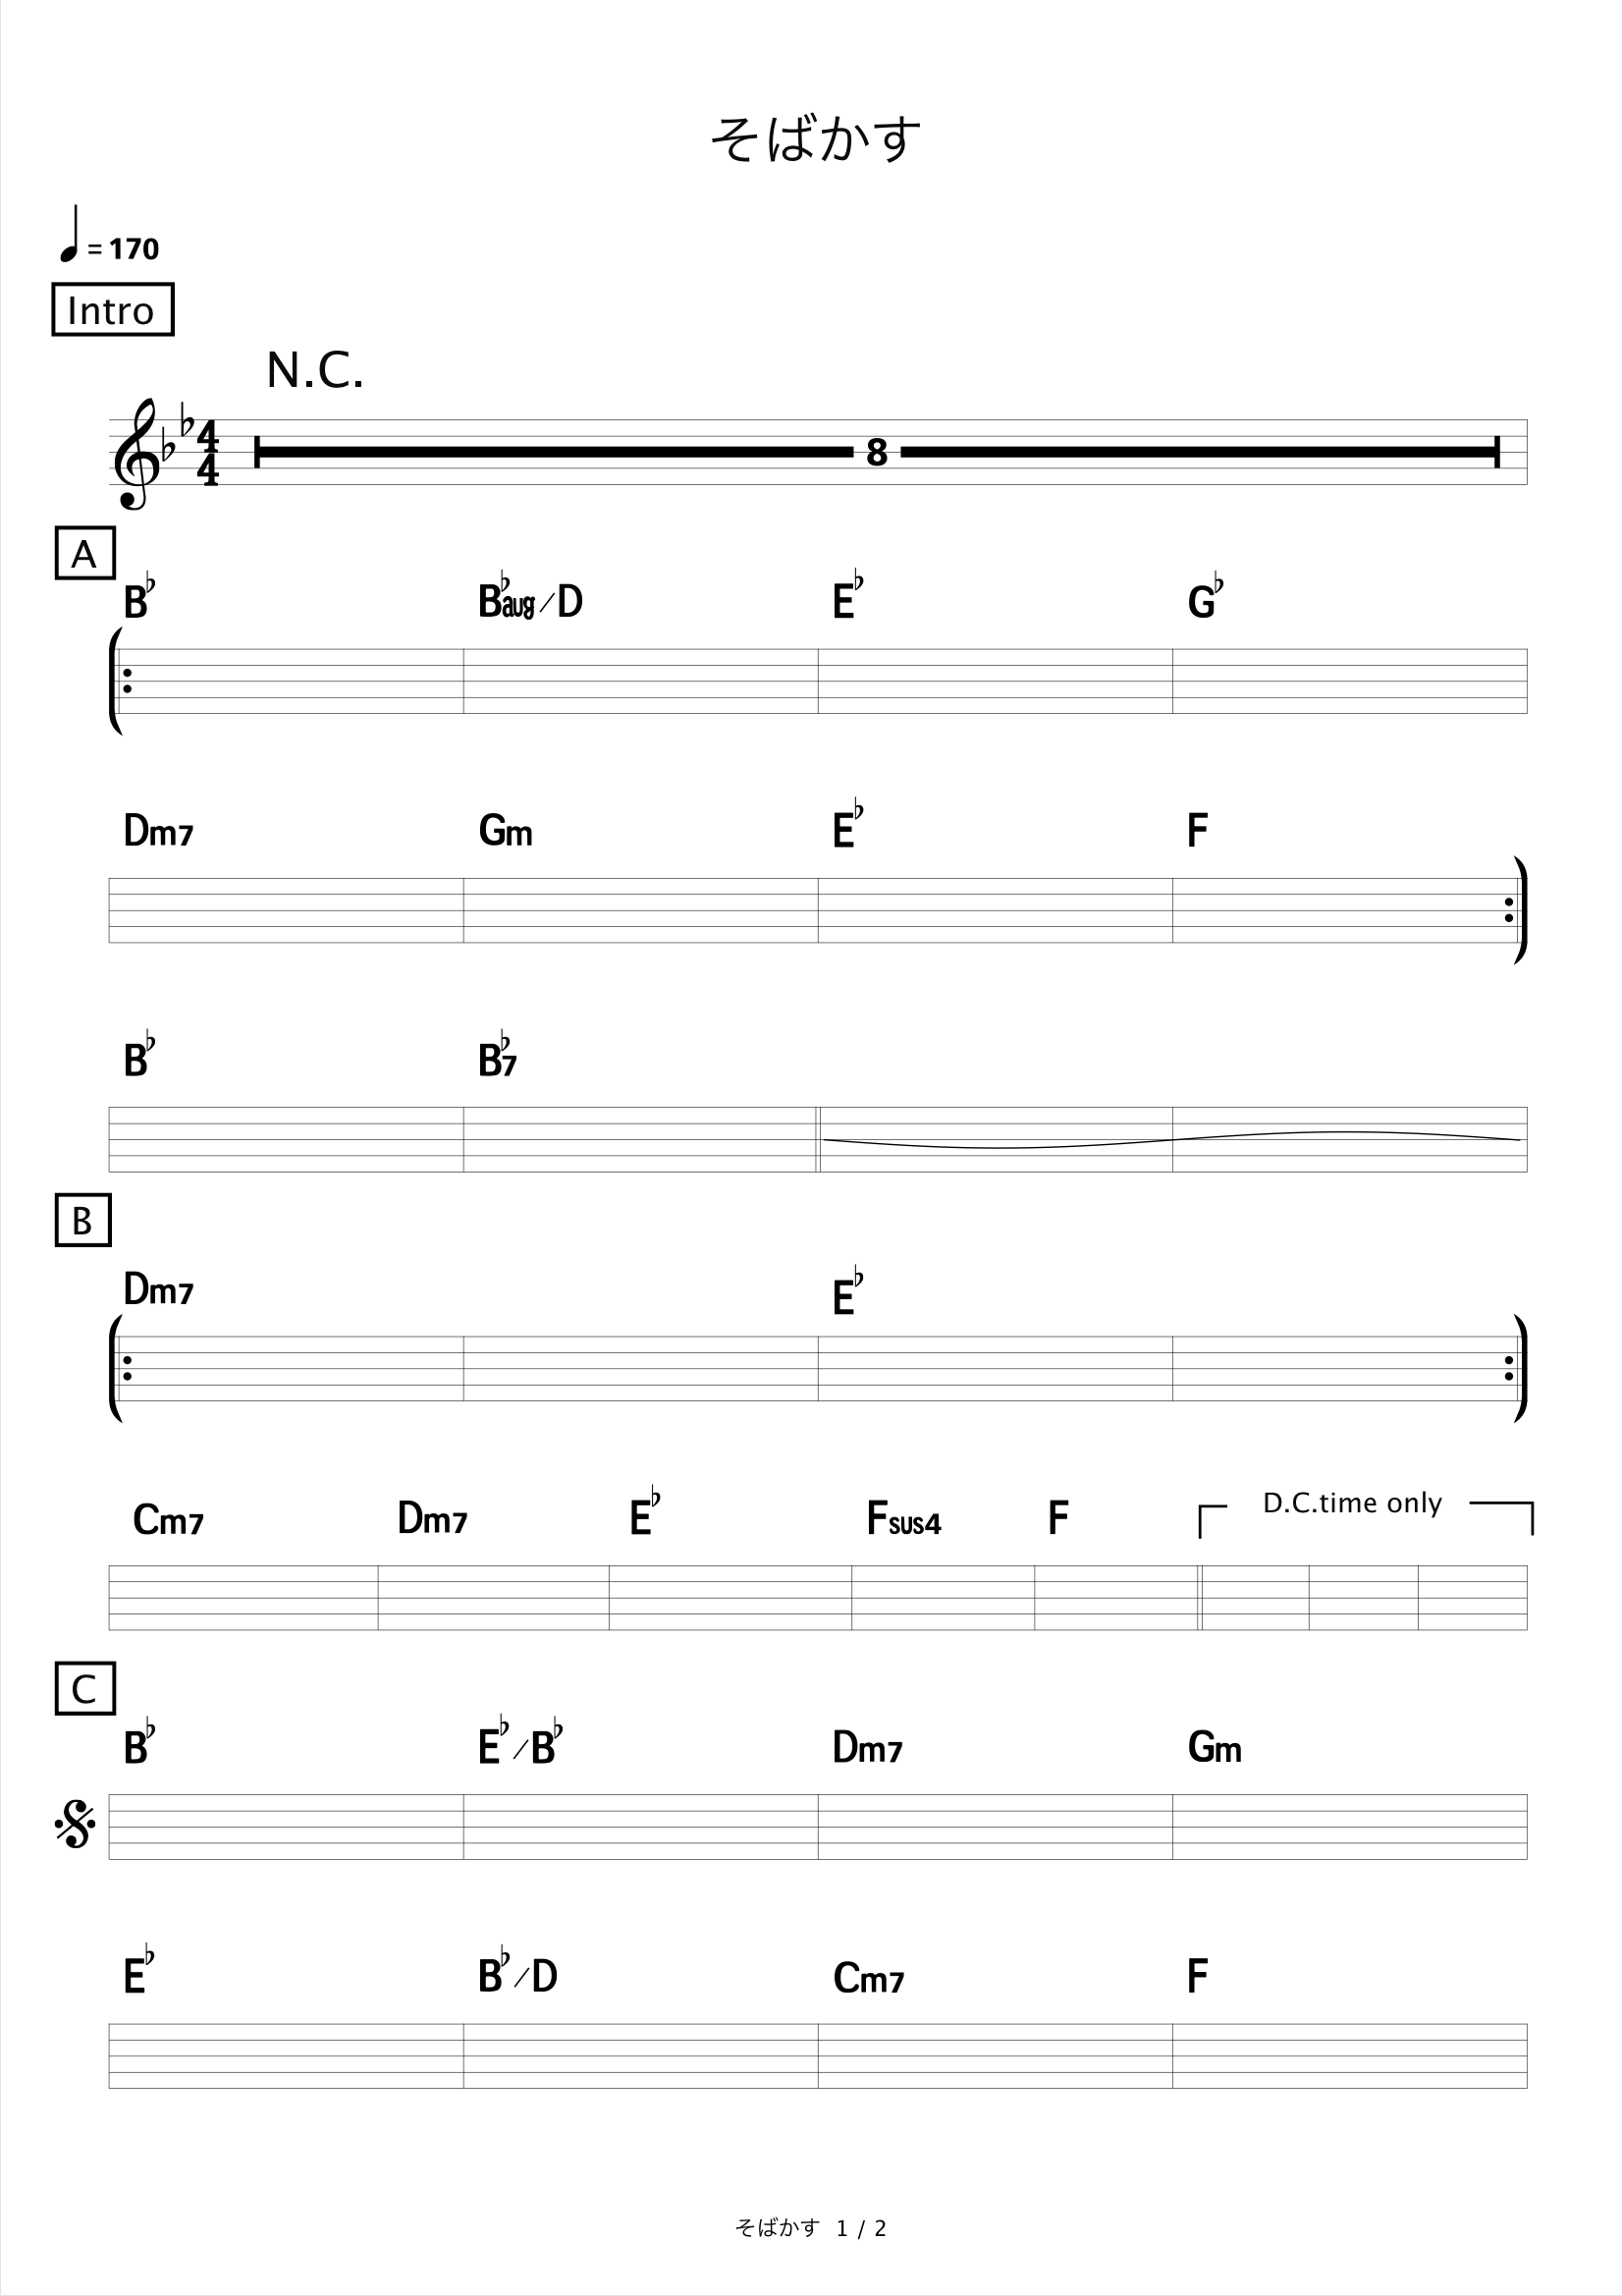 そばかす
♩=170
Intro
N.C.
4
4
8
A
B♭ B♭aug/D E♭ G♭
Dm7 Gm E♭ F
B♭ B♭7
B
Dm7 E♭
Cm7 Dm7 E♭ Fsus4 F D.C.time only
C
B♭ E♭/B♭ Dm7 Gm
E♭ B♭/D Cm7 F
そばかす 1 / 2